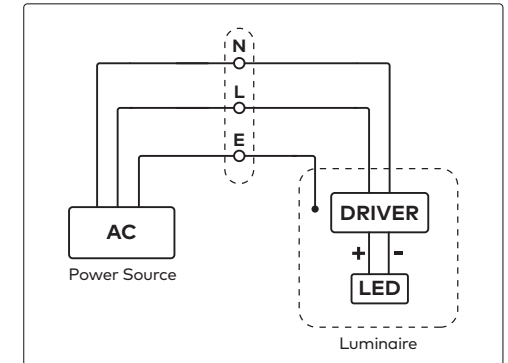 N
L
E
AC
Power Source
DRIVER
+ -
LED
Luminaire